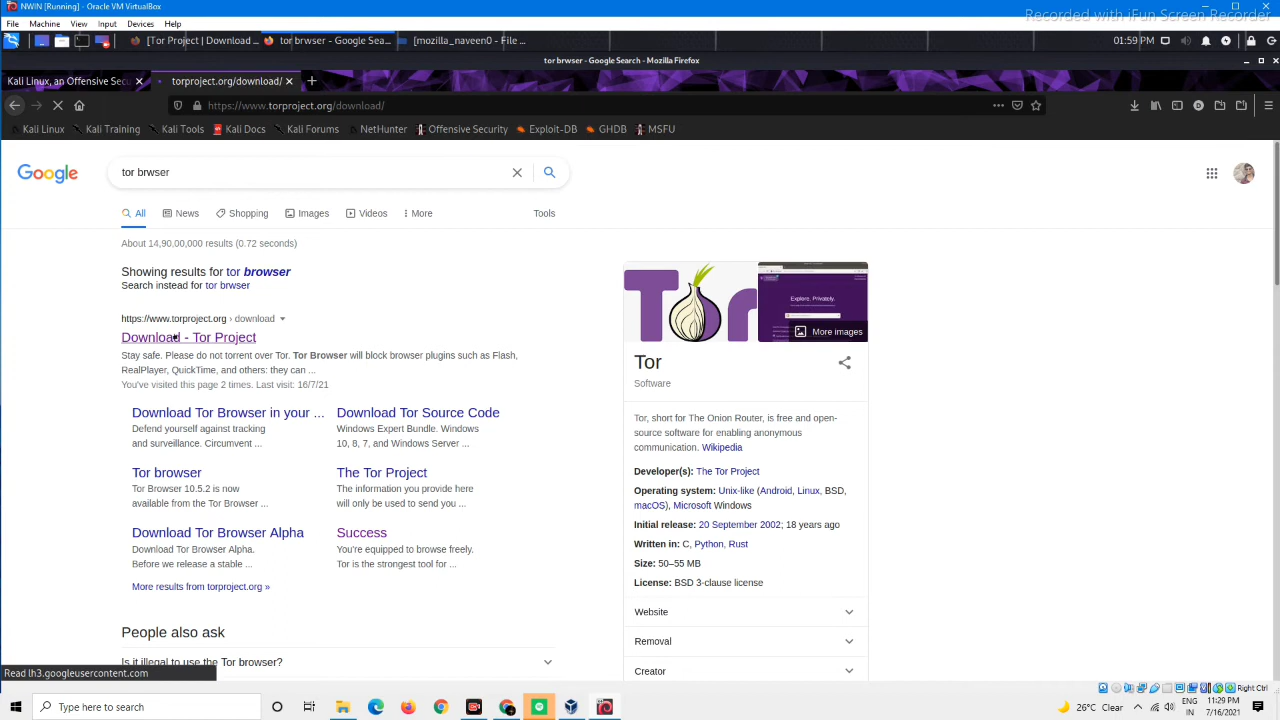 NWIN [Running] - Oracle VM VirtualBox
Recorded with iFun Screen Recorder
File Machine View Input Devices Help
[Tor Project | Download ... tor brwser - Google Sea... [mozilla_naveen0 - File ... 01:59 PM
tor brwser - Google Search - Mozilla Firefox
Kali Linux, an Offensive Secu torproject.org/download/
https://www.torproject.org/download/
Kali Linux Kali Training Kali Tools Kali Docs Kali Forums NetHunter Offensive Security Exploit-DB GHDB MSFU
Google tor brwser
All News Shopping Images Videos More Tools
About 14,90,00,000 results (0.72 seconds)
Showing results for tor browser
Search instead for tor brwser
https://www.torproject.org › download
Download - Tor Project
Stay safe. Please do not torrent over Tor. Tor Browser will block browser plugins such as Flash,
RealPlayer, QuickTime, and others: they can ...
You've visited this page 2 times. Last visit: 16/7/21
Download Tor Browser in your ...
Defend yourself against tracking
and surveillance. Circumvent ...
Download Tor Source Code
Windows Expert Bundle. Windows
10, 8, 7, and Windows Server ...
Tor browser
Tor Browser 10.5.2 is now
available from the Tor Browser ...
The Tor Project
The information you provide here
will only be used to send you ...
Download Tor Browser Alpha
Download Tor Browser Alpha.
Before we release a stable ...
Success
You're equipped to browse freely.
Tor is the strongest tool for ...
More results from torproject.org »
People also ask
Is it illegal to use the Tor browser?
Read lh3.googleusercontent.com
Tor
Explore. Privately.
More images
Tor
Software
Tor, short for The Onion Router, is free and open-
source software for enabling anonymous
communication. Wikipedia
Developer(s): The Tor Project
Operating system: Unix-like (Android, Linux, BSD,
macOS), Microsoft Windows
Initial release: 20 September 2002; 18 years ago
Written in: C, Python, Rust
Size: 50–55 MB
License: BSD 3-clause license
Website
Removal
Creator
Right Ctrl
Type here to search
26°C Clear
ENG
IN
11:29 PM
7/16/2021